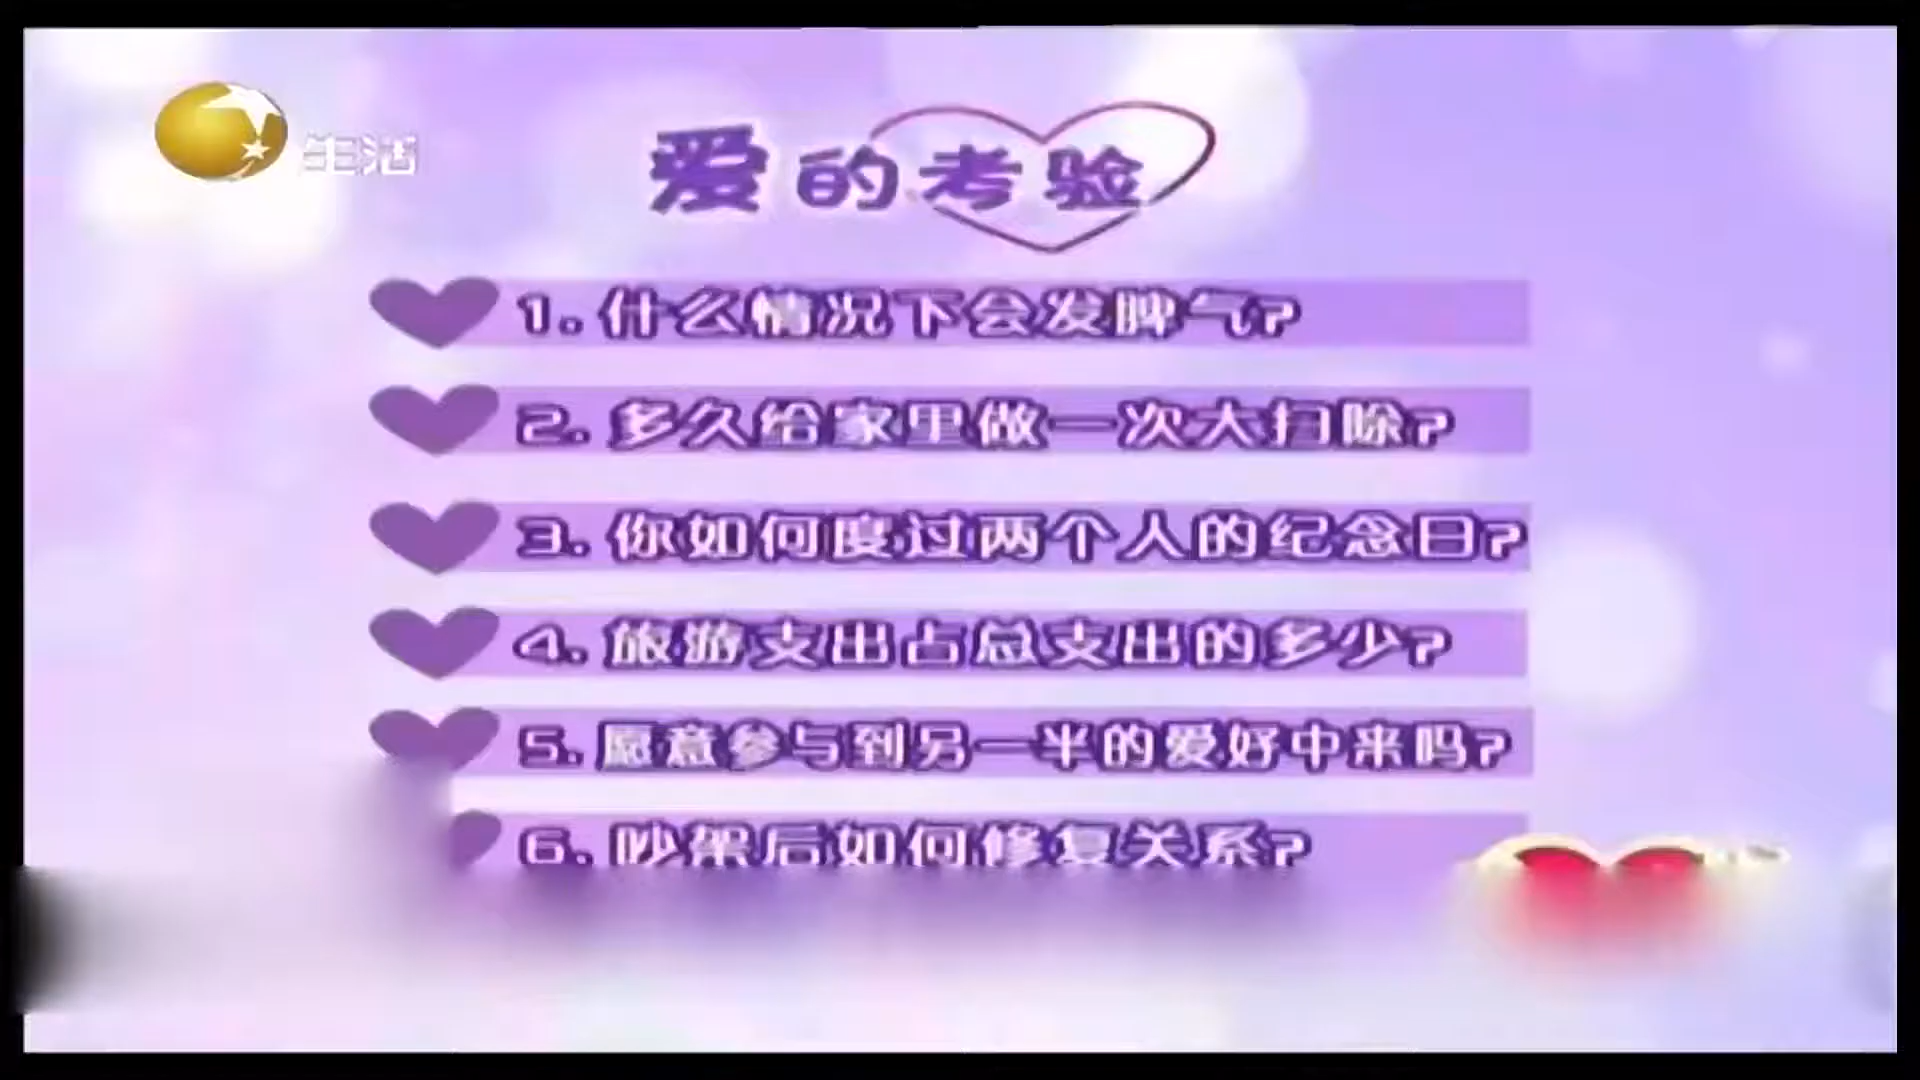 生活
爱的考验
1. 什么情况下会发脾气?
2. 多久给家里做一次大扫除?
3. 你如何度过两个人的纪念日?
4. 旅游支出占总支出的多少?
5. 愿意参与到另一半的爱好中来吗?
6. 吵架后如何修复关系?